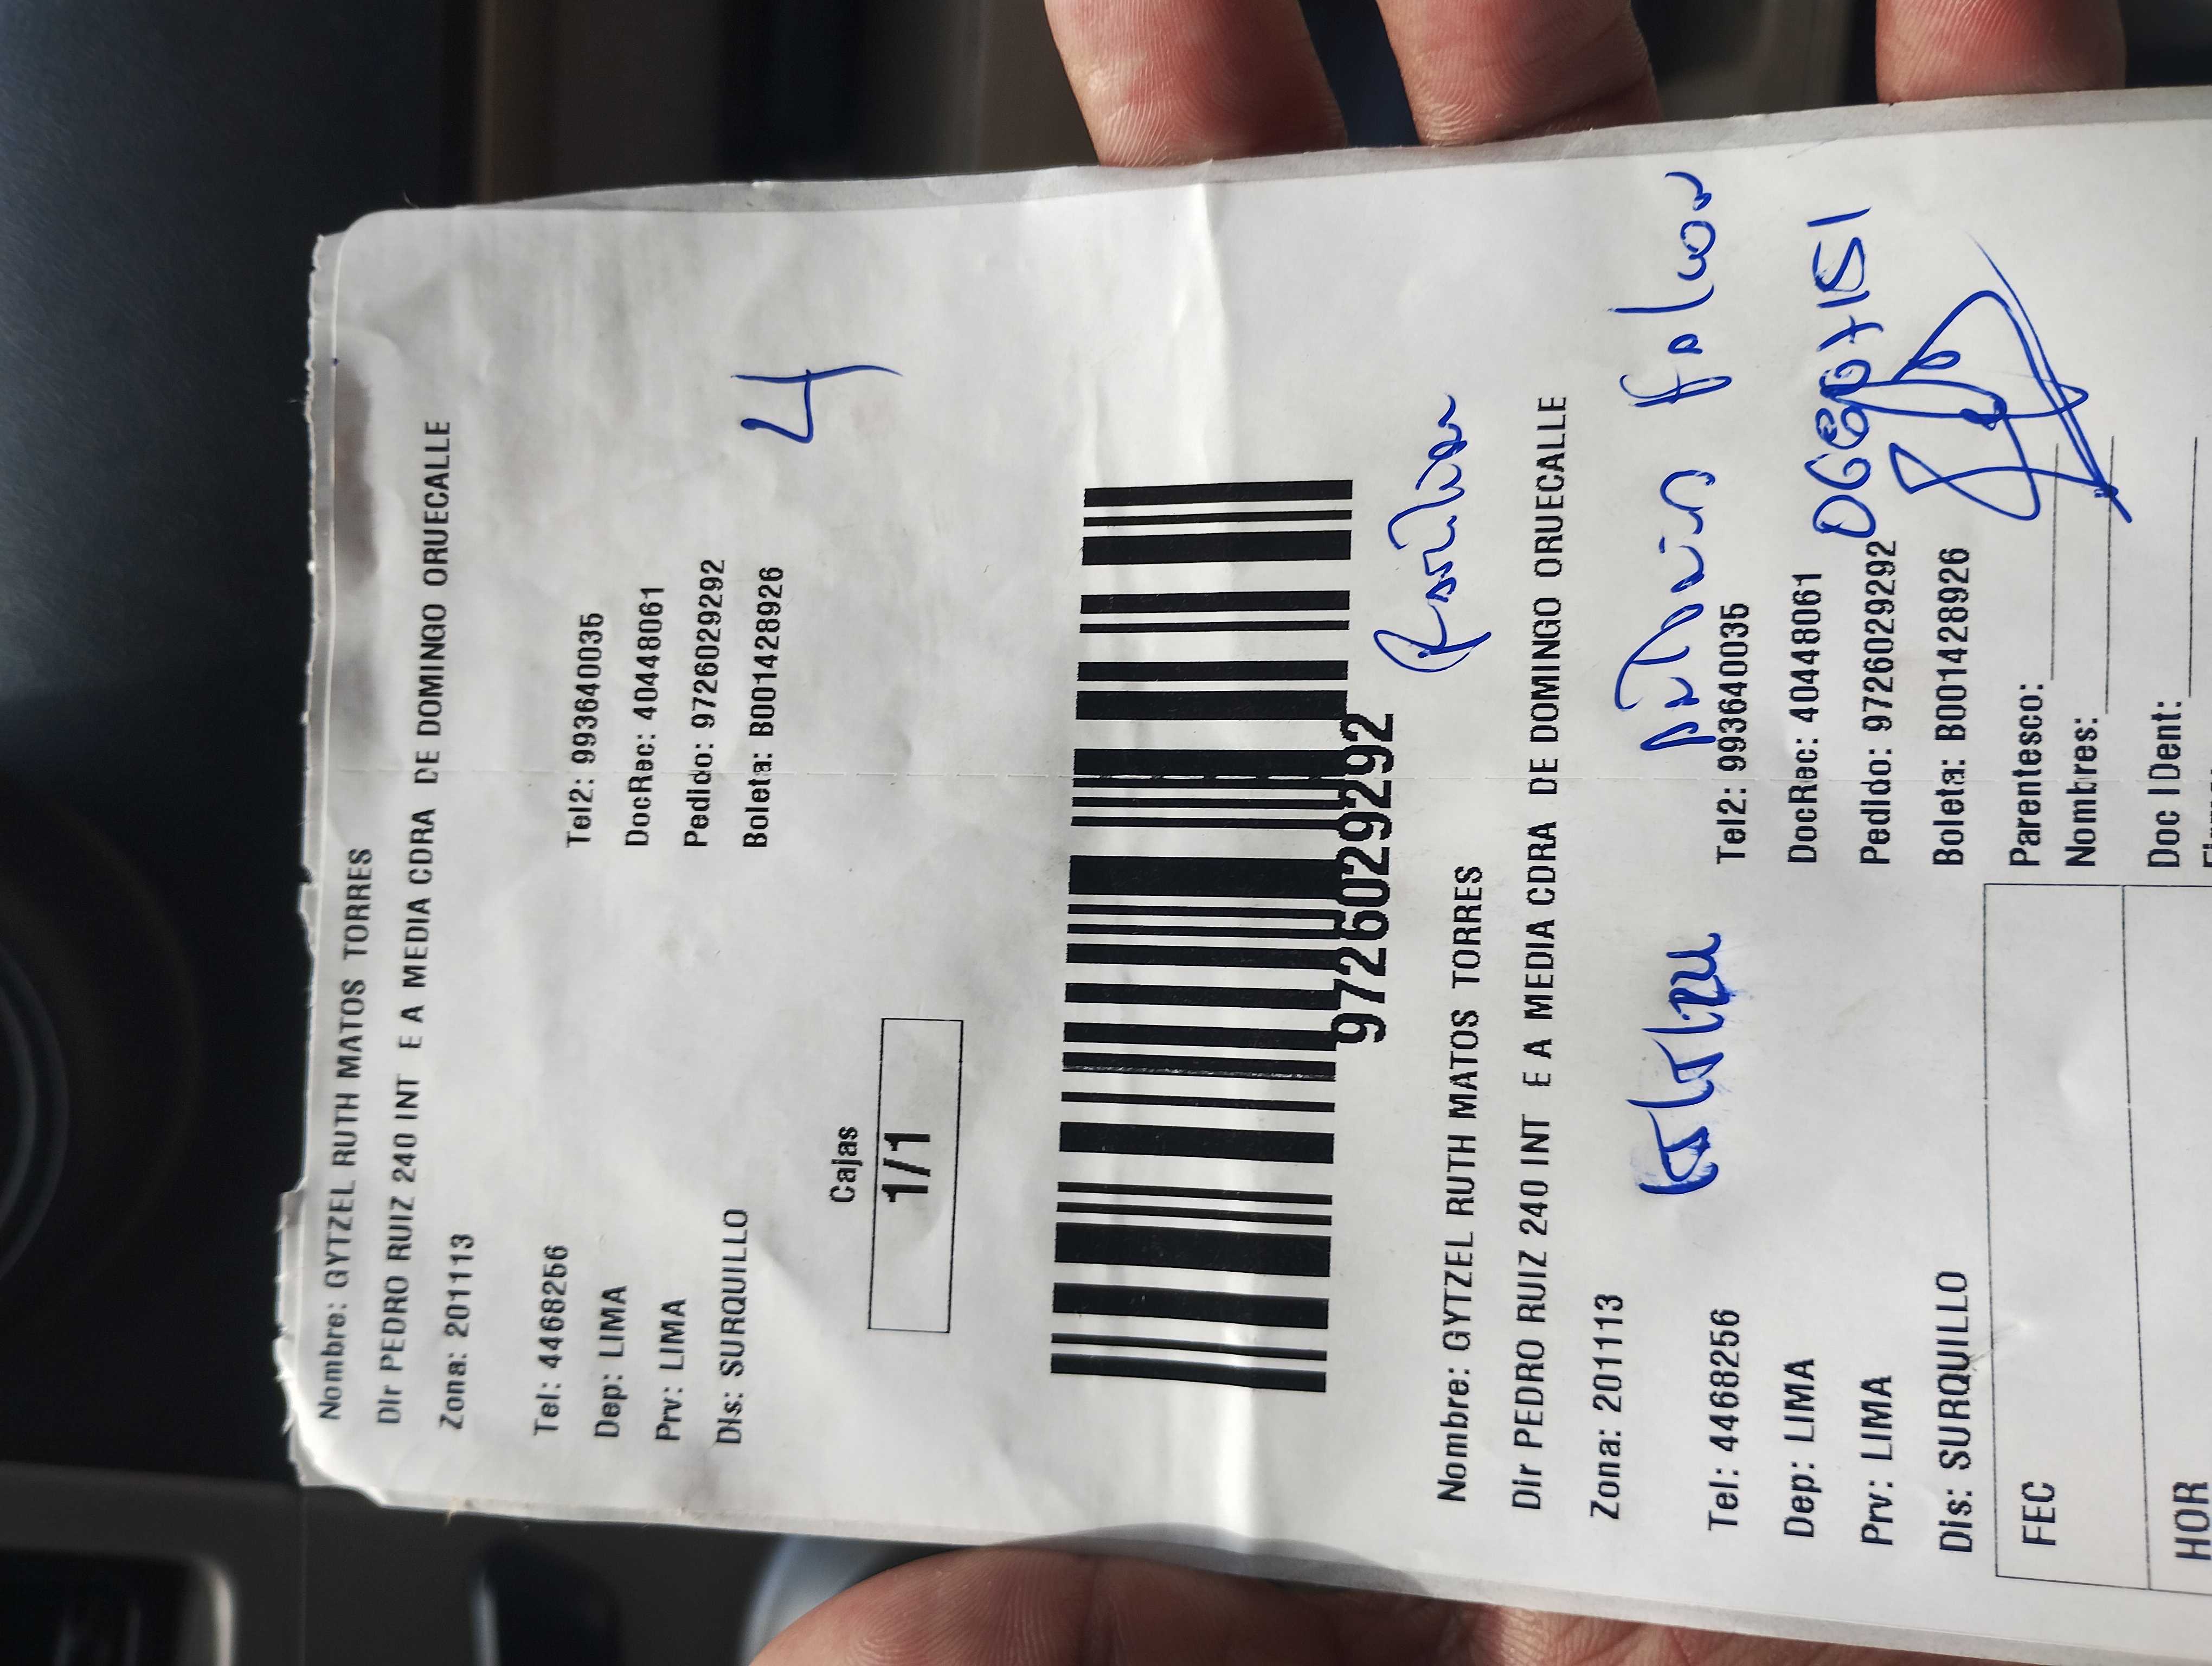 Nombre: GYTZEL RUTH MATOS TORRES
Dir PEDRO RUIZ 240 INT E A MEDIA CDRA DE DOMINGO ORUECALLE
Zona: 201113
Tel: 4468256 Tel2: 993640035
Dep: LIMA DocRec: 40448061
Prv: LIMA Pedido: 9726029292
Dis: SURQUILLO Boleta: B001428926
4
Cajas
1/1
9726029292
Nombre: GYTZEL RUTH MATOS TORRES
Dir PEDRO RUIZ 240 INT E A MEDIA CDRA DE DOMINGO ORUECALLE
Zona: 201113
Tel: 4468256 Tel2: 993640035
Dep: LIMA DocRec: 40448061
Prv: LIMA Pedido: 9726029292
Dis: SURQUILLO Boleta: B001428926
FEC Parentesco:
Nombres:
HOR Doc IDent: